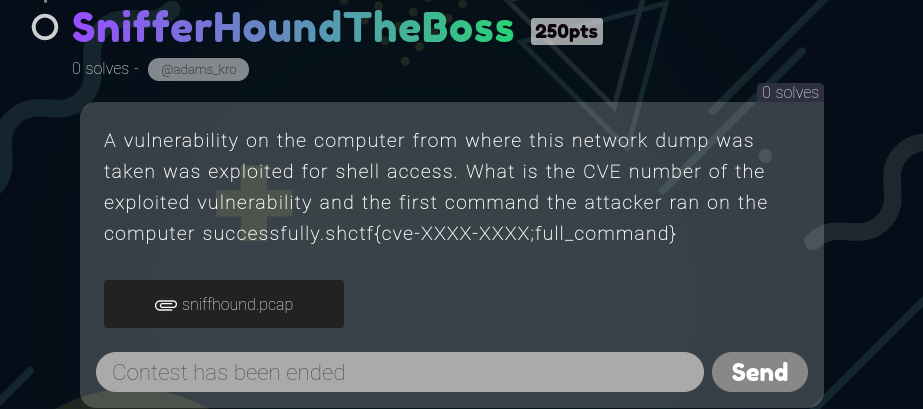 SnifferHoundTheBoss 250pts
0 solves - @adams_kro
0 solves
A vulnerability on the computer from where this network dump was
taken was exploited for shell access. What is the CVE number of the
exploited vulnerability and the first command the attacker ran on the
computer successfully.shctf{cve-XXXX-XXXX;full_command}
sniffhound.pcap
Contest has been ended Send